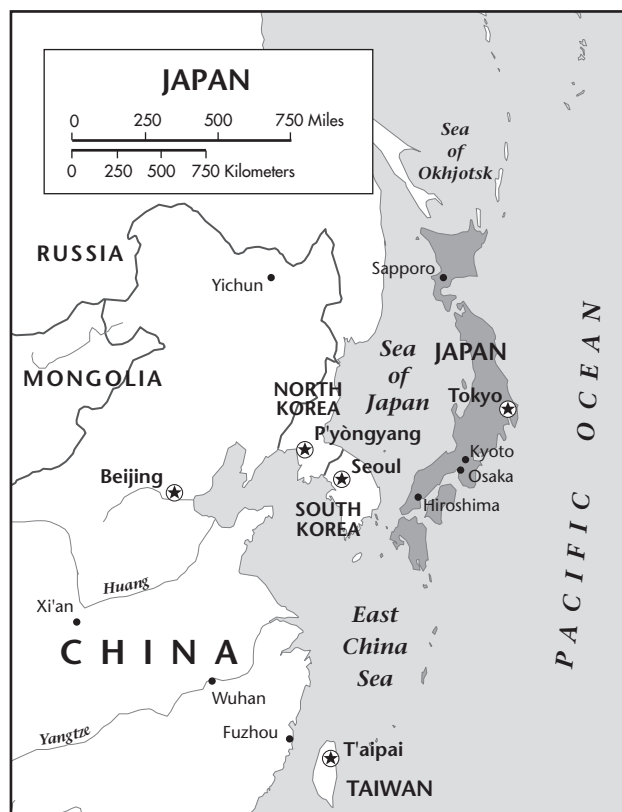 JAPAN
0 250 500 750 Miles
0 250 500 750 Kilometers
Sea
of
Okhjotsk
RUSSIA
Yichun
Sapporo
MONGOLIA
Sea
of
Japan
JAPAN
NORTH
KOREA
Tokyo
P'yòngyang
Beijing
Seoul
Kyoto
Osaka
SOUTH
KOREA
Hiroshima
PACIFIC OCEAN
Huang
Xi'an
East
China
Sea
CHINA
Wuhan
Yangtze
Fuzhou
T'aipai
TAIWAN